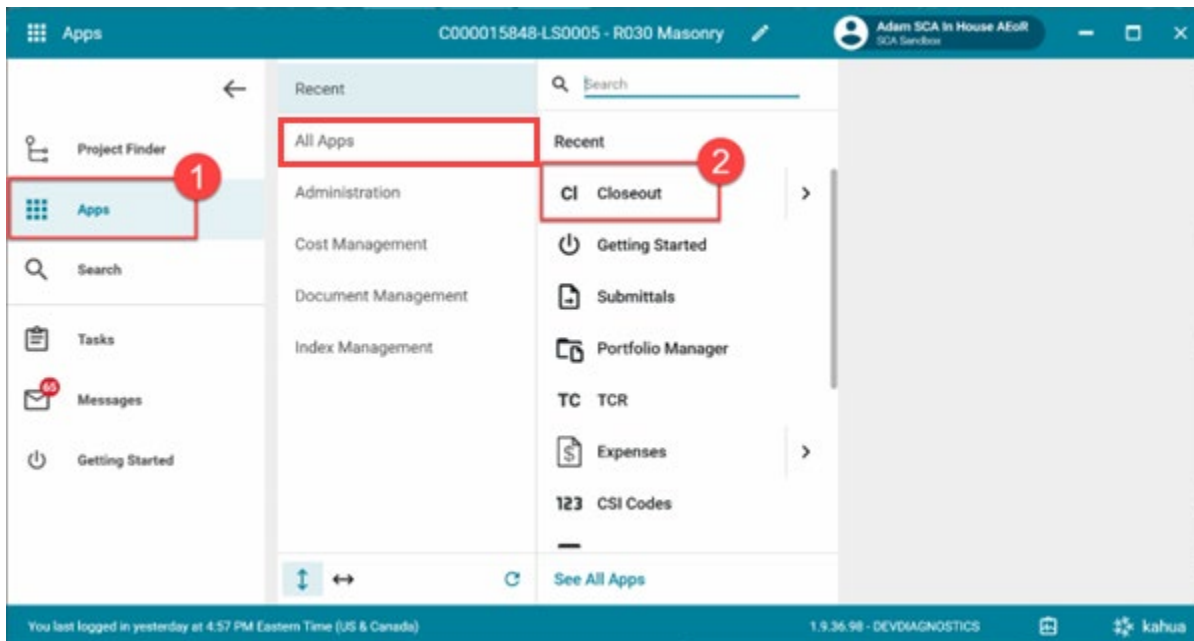 Apps
C000015848-LS0005 - R030 Masonry
Adam SCA In House AEoR
SCA Sandbox
Project Finder
1
Apps
Search
Tasks
65
Messages
Getting Started
Recent
All Apps
Administration
Cost Management
Document Management
Index Management
Search
Recent
2
Cl Closeout
Getting Started
Submittals
Portfolio Manager
TC TCR
Expenses
123 CSI Codes
See All Apps
You last logged in yesterday at 4:57 PM Eastern Time (US & Canada)
1.9.36.98 - DEVDIAGNOSTICS
kahua